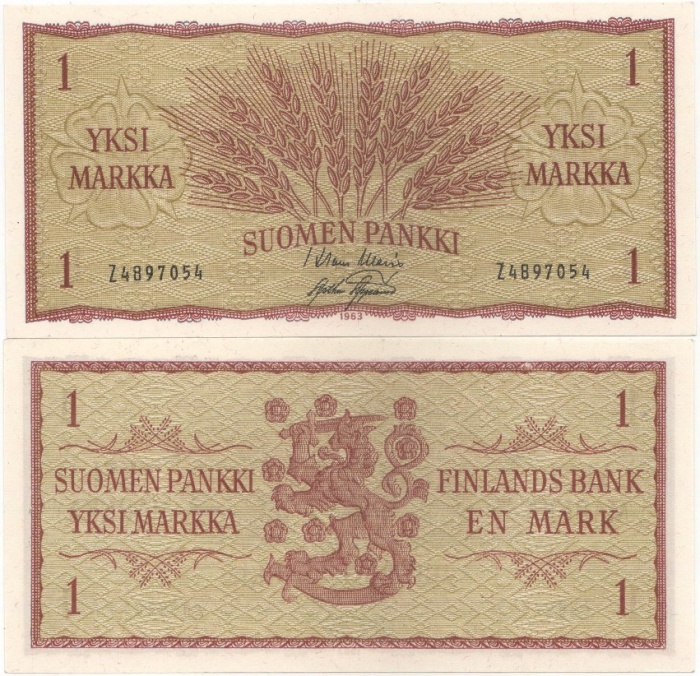 1 1
YKSI MARKKA YKSI MARKKA
SUOMEN PANKKI
1 Z4897054 Z4897054 1
1963
1 1
SUOMEN PANKKI FINLANDS BANK
YKSI MARKKA EN MARK
1 1